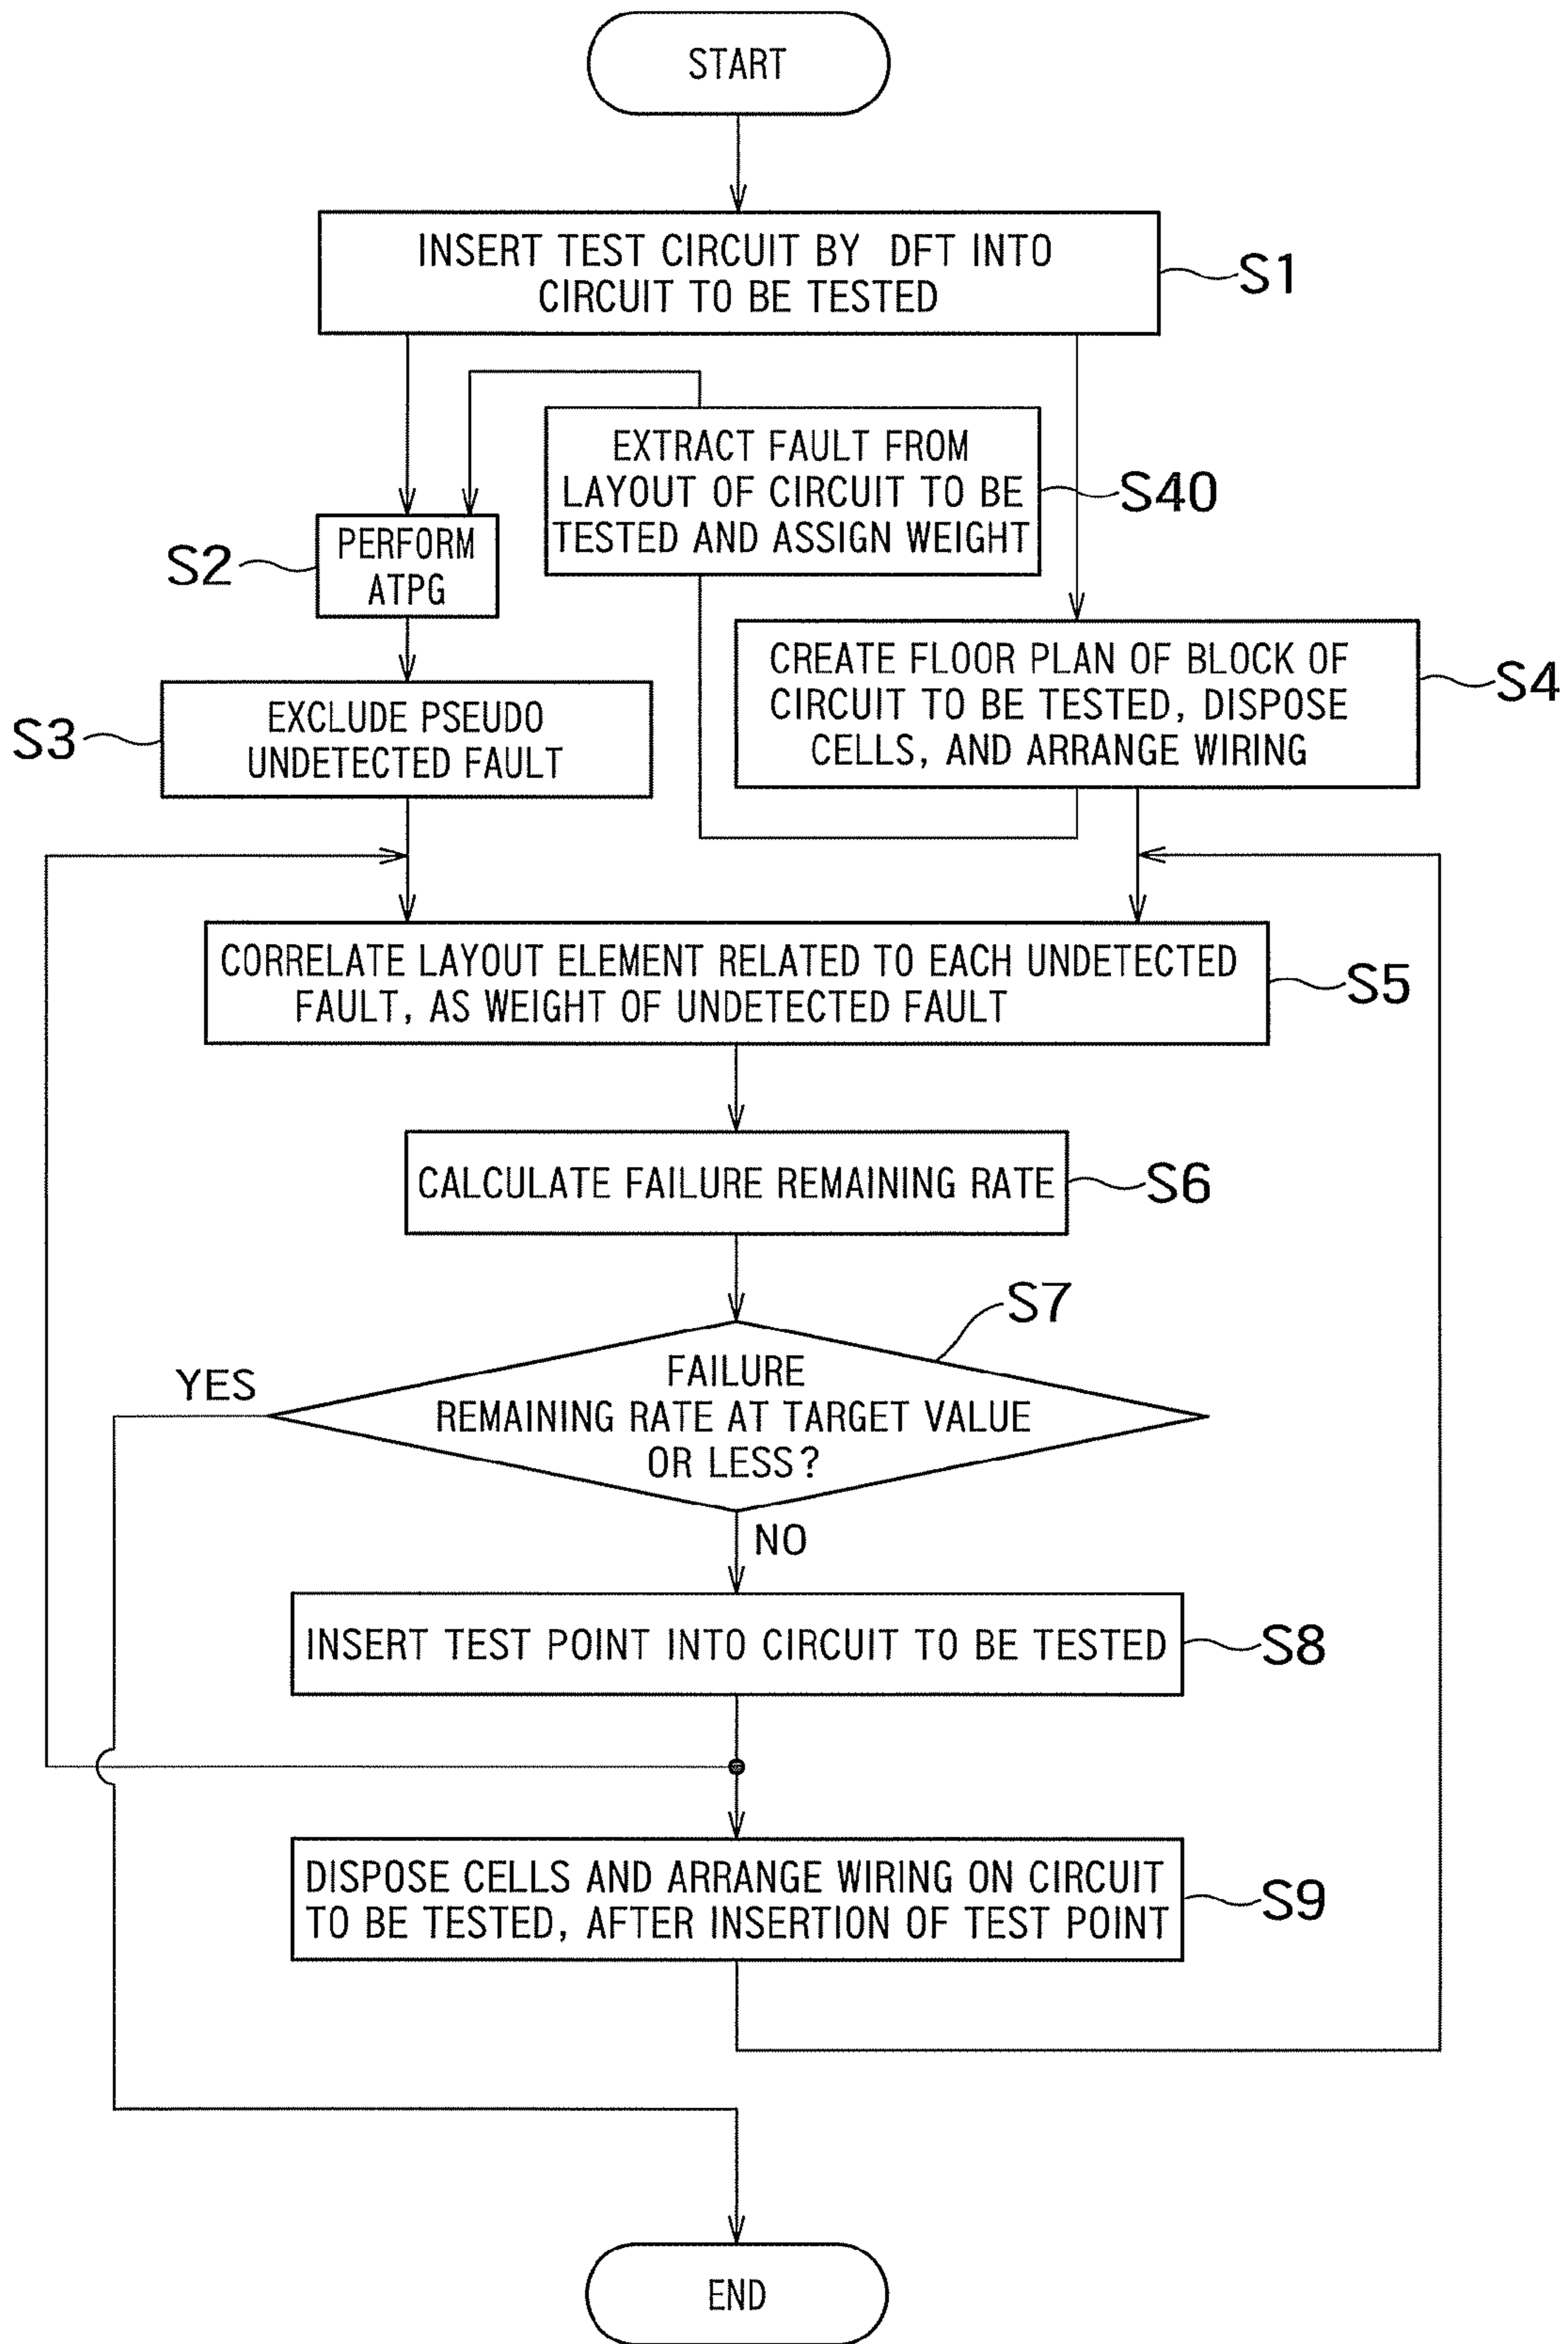 START
INSERT TEST CIRCUIT BY DFT INTO
CIRCUIT TO BE TESTED
S1
EXTRACT FAULT FROM
LAYOUT OF CIRCUIT TO BE
TESTED AND ASSIGN WEIGHT
S40
S2
PERFORM
ATPG
CREATE FLOOR PLAN OF BLOCK OF
CIRCUIT TO BE TESTED, DISPOSE
CELLS, AND ARRANGE WIRING
S4
S3
EXCLUDE PSEUDO
UNDETECTED FAULT
CORRELATE LAYOUT ELEMENT RELATED TO EACH UNDETECTED
FAULT, AS WEIGHT OF UNDETECTED FAULT
S5
CALCULATE FAILURE REMAINING RATE
S6
S7
YES
FAILURE
REMAINING RATE AT TARGET VALUE
OR LESS?
NO
INSERT TEST POINT INTO CIRCUIT TO BE TESTED
S8
DISPOSE CELLS AND ARRANGE WIRING ON CIRCUIT
TO BE TESTED, AFTER INSERTION OF TEST POINT
S9
END